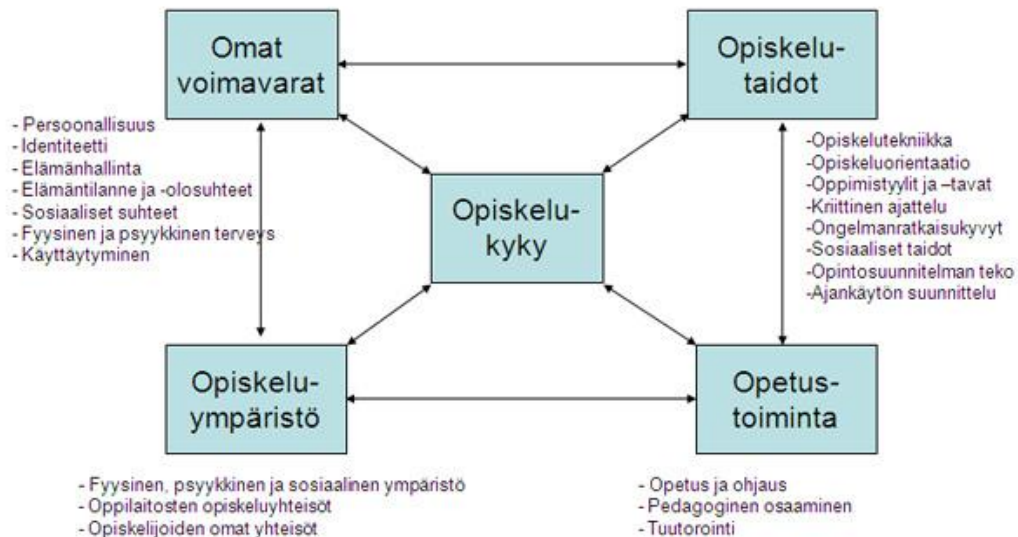 Omat
voimavarat
Opiskelu-
taidot
- Persoonallisuus
- Identiteetti
- Elämänhallinta
- Elämäntilanne ja -olosuhteet
- Sosiaaliset suhteet
- Fyysinen ja psyykkinen terveys
- Käyttäytyminen
Opiskelu-
kyky
-Opiskelutekniikka
-Opiskeluorientaatio
-Oppimistyylit ja –tavat
-Kriittinen ajattelu
-Ongelmanratkaisukyvyt
-Sosiaaliset taidot
-Opintosuunnitelman teko
-Ajankäytön suunnittelu
Opiskelu-
ympäristö
Opetus-
toiminta
- Fyysinen, psyykkinen ja sosiaalinen ympäristö
- Oppilaitosten opiskeluyhteisöt
- Opiskelijoiden omat yhteisöt
- Opetus ja ohjaus
- Pedagoginen osaaminen
- Tuutorointi